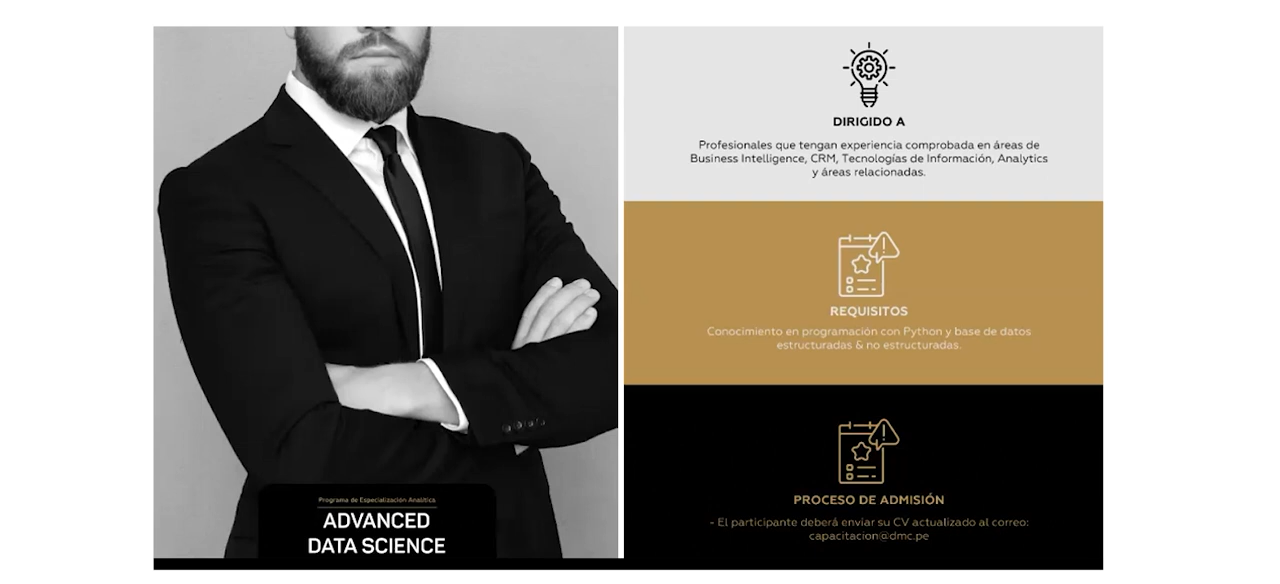 Programa de Especialización Analítica
ADVANCED
DATA SCIENCE
DIRIGIDO A
Profesionales que tengan experiencia comprobada en áreas de
Business Intelligence, CRM, Tecnologías de Información, Analytics
y áreas relacionadas.
REQUISITOS
Conocimiento en programación con Python y base de datos
estructuradas & no estructuradas.
PROCESO DE ADMISIÓN
- El participante deberá enviar su CV actualizado al correo:
capacitacion@dmc.pe